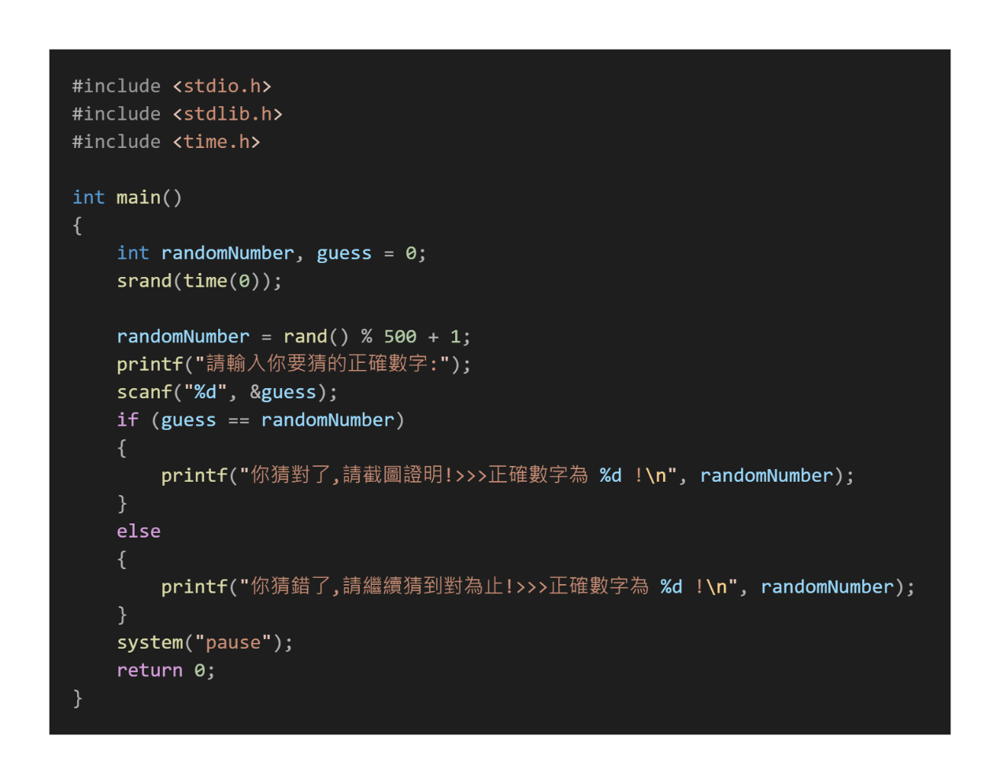 #include <stdio.h>
#include <stdlib.h>
#include <time.h>
int main()
{
    int randomNumber, guess = 0;
    srand(time(0));
    randomNumber = rand() % 500 + 1;
    printf("請輸入你要猜的正確數字:");
    scanf("%d", &guess);
    if (guess == randomNumber)
    {
        printf("你猜對了,請截圖證明!>>>正確數字為 %d !\n", randomNumber);
    }
    else
    {
        printf("你猜錯了,請繼續猜到對為止!>>>正確數字為 %d !\n", randomNumber);
    }
    system("pause");
    return 0;
}